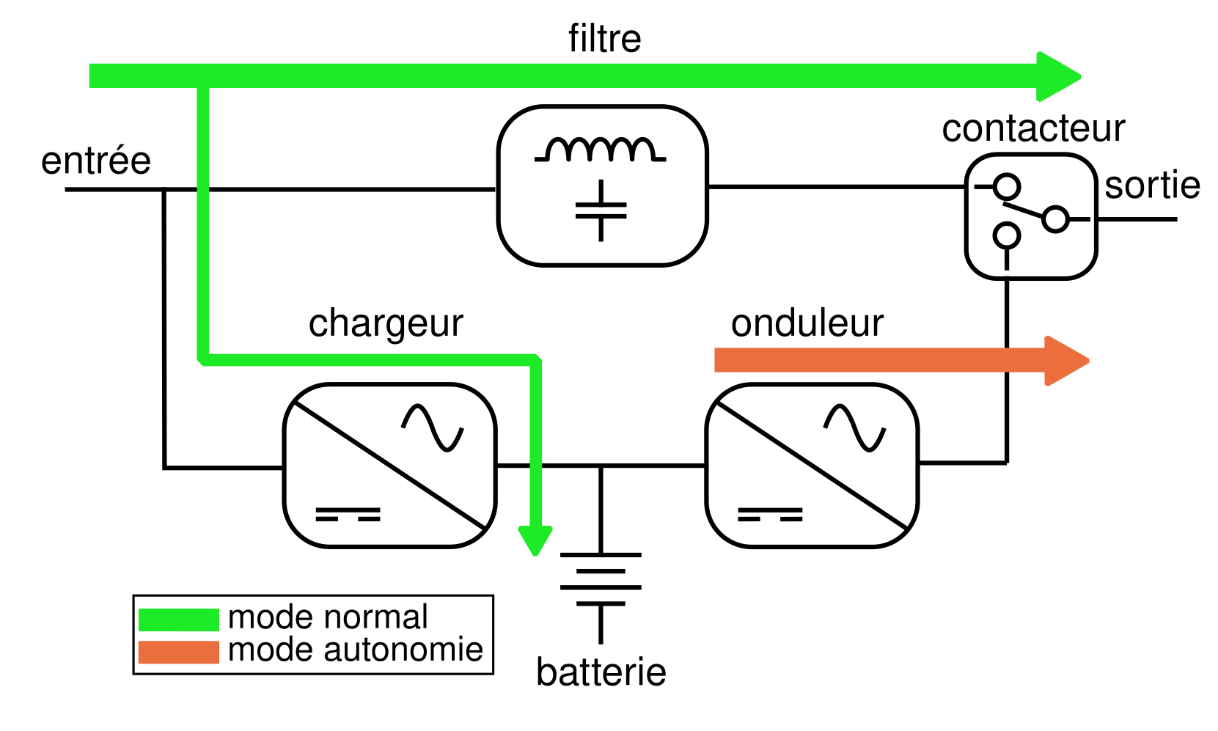 filtre
contacteur
entrée
sortie
chargeur
onduleur
mode normal
mode autonomie
batterie